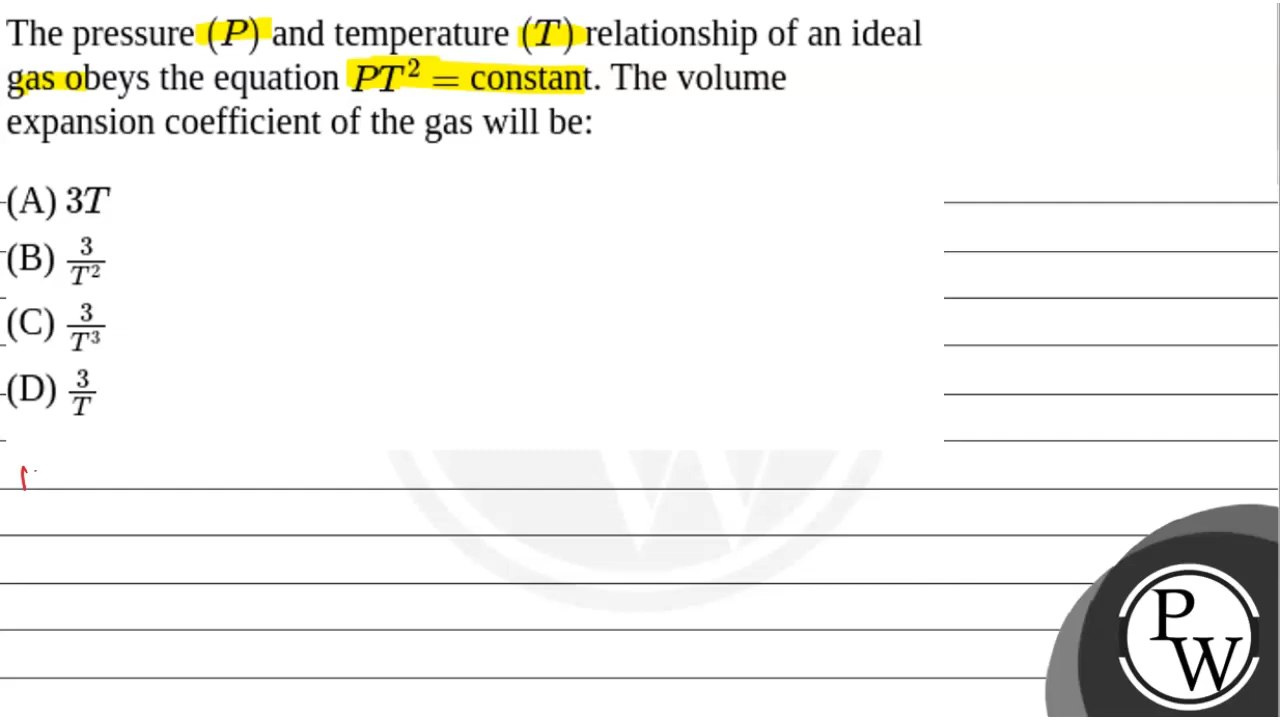 The pressure (P) and temperature (T) relationship of an ideal
gas obeys the equation PT² = constant. The volume
expansion coefficient of the gas will be:
(A) 3T
(B) 3/T²
(C) 3/T³
(D) 3/T
PW